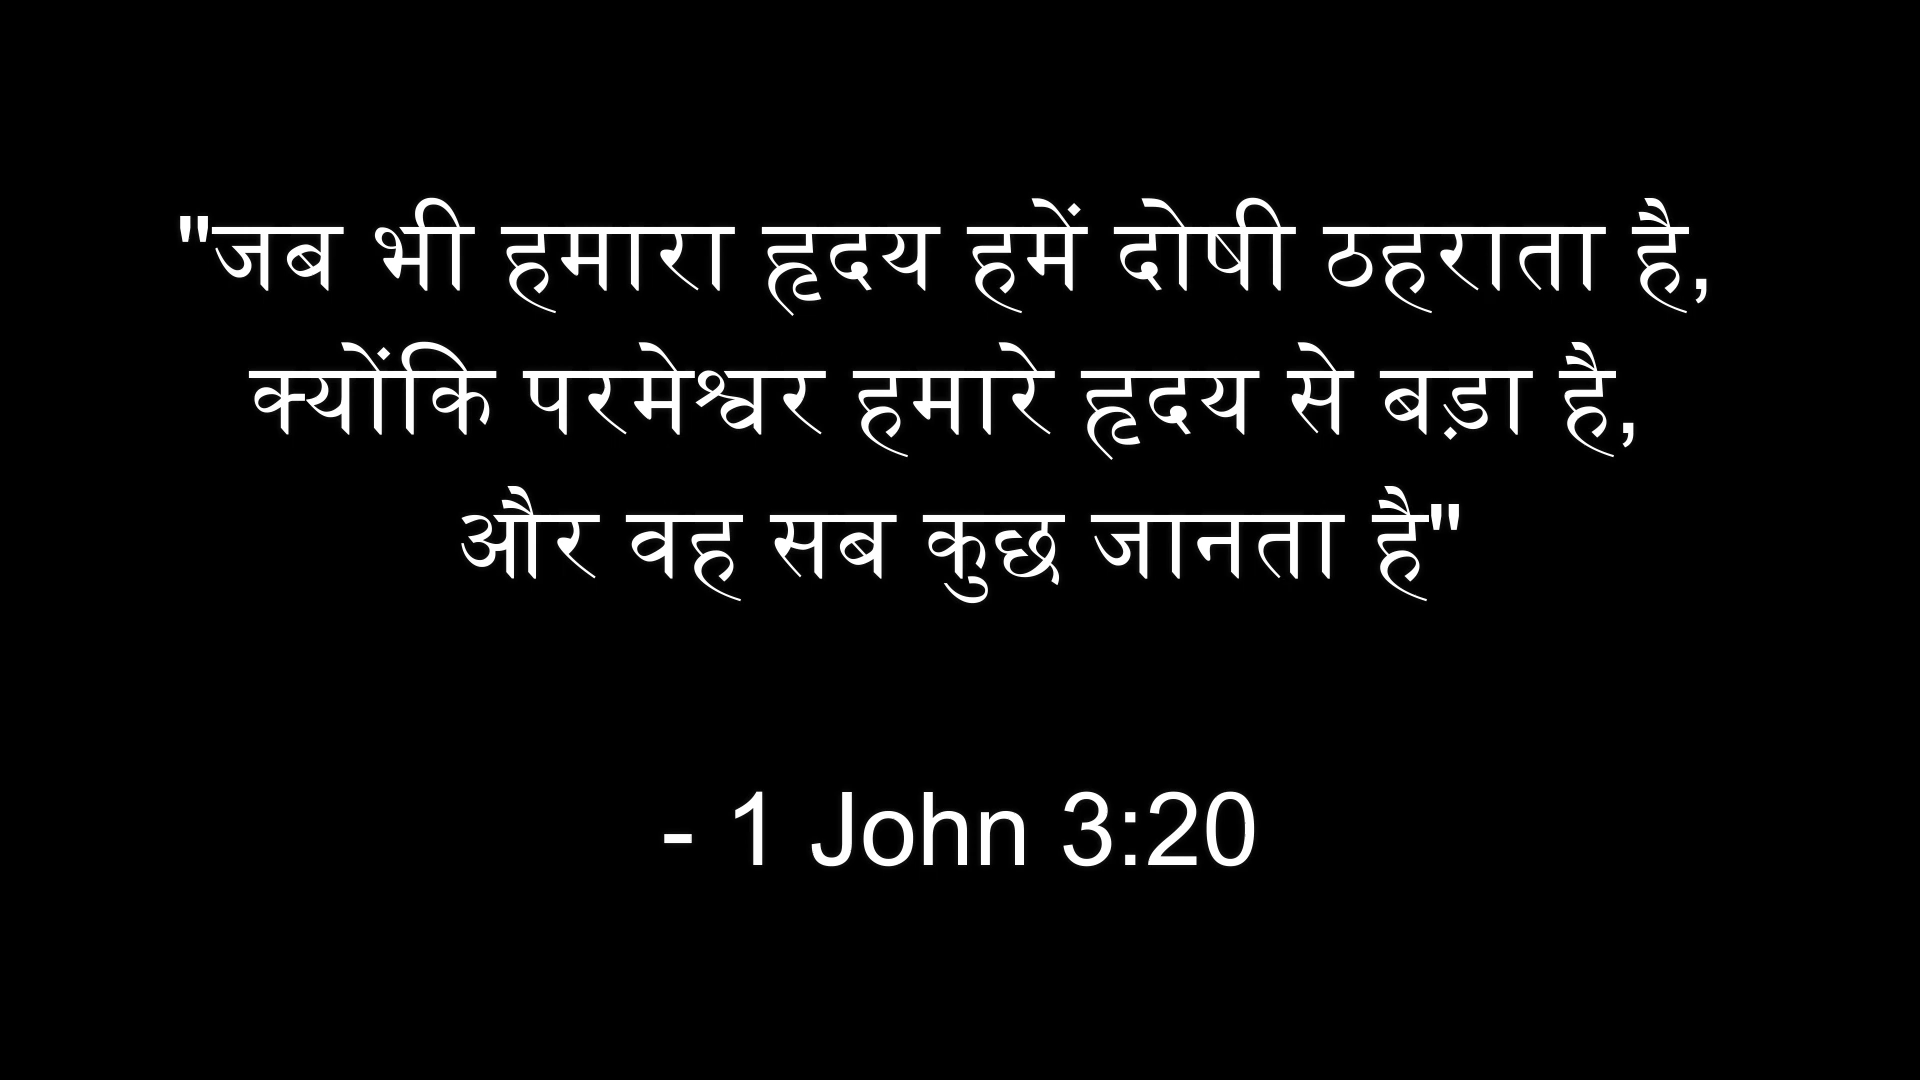 "जब भी हमारा हृदय हमें दोषी ठहराता है,
क्योंकि परमेश्वर हमारे हृदय से बड़ा है,
और वह सब कुछ जानता है"
- 1 John 3:20